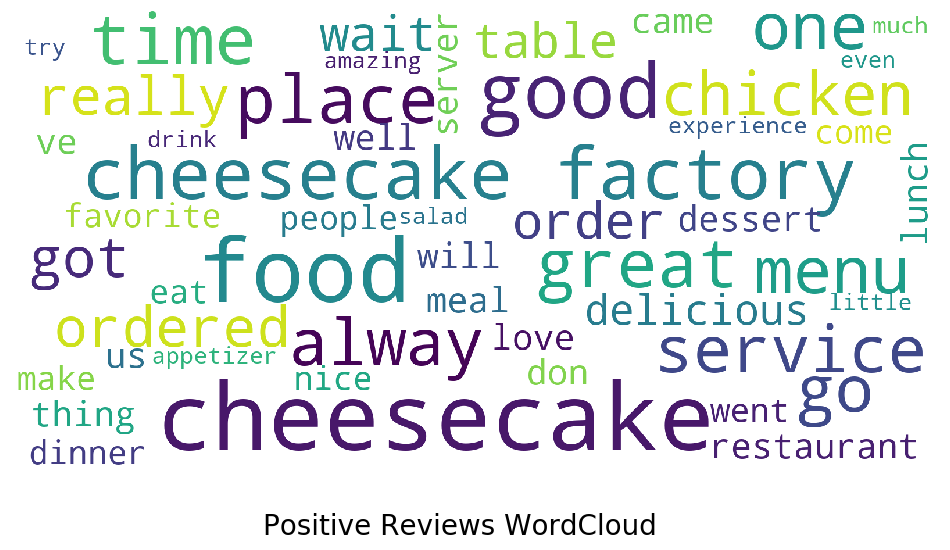 try
time
wait
server
table
came
one
much
amazing
even
really
place
good
chicken
ve
drink
well
experience
come
cheesecake factory
lunch
favorite
people
salad
order
dessert
got
food
will
great
menu
eat
meal
delicious
little
ordered
alway
love
service
us
appetizer
make
nice
don
go
thing
cheesecake
went
dinner
restaurant
Positive Reviews WordCloud